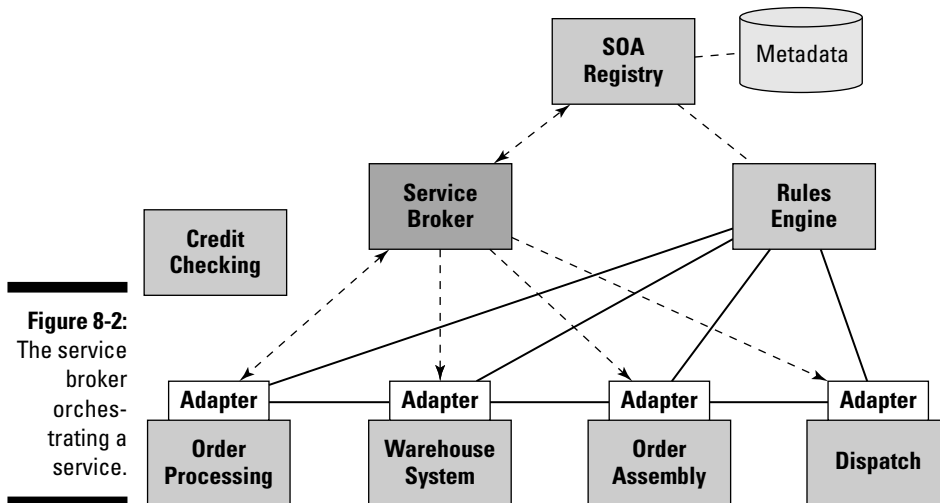 SOA
Registry
Metadata
Service
Broker
Rules
Engine
Credit
Checking
Figure 8-2:
The service
broker
orches-
trating a
service.
Adapter
Adapter
Adapter
Adapter
Order
Processing
Warehouse
System
Order
Assembly
Dispatch